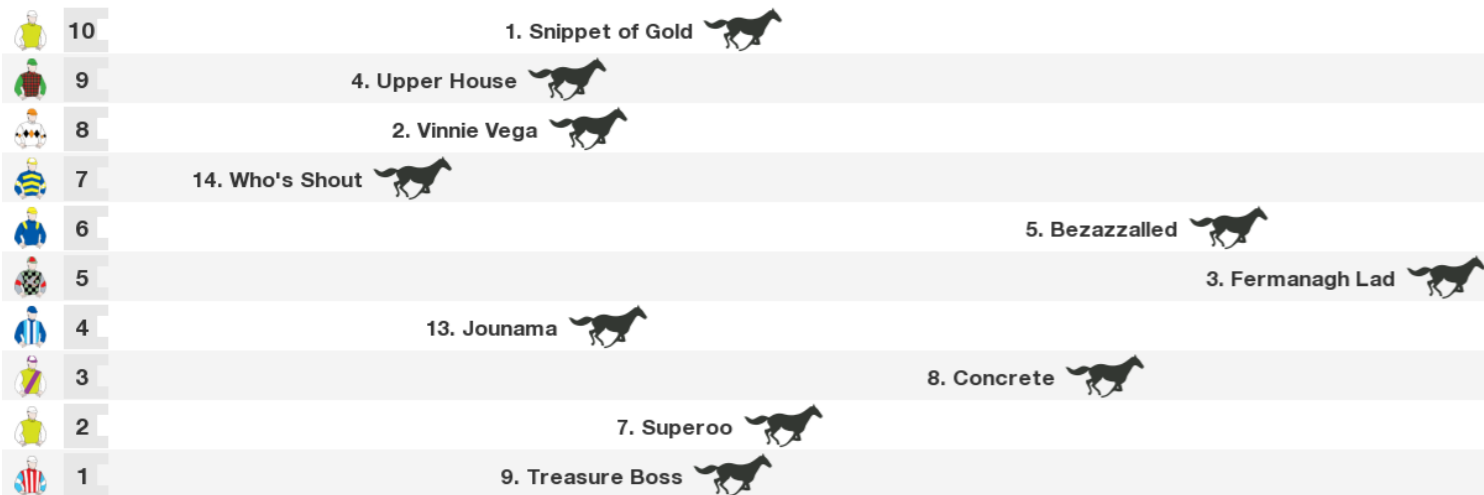 10 1. Snippet of Gold
9 4. Upper House
8 2. Vinnie Vega
7 14. Who's Shout
6 5. Bezazzalled
5 3. Fermanagh Lad
4 13. Jounama
3 8. Concrete
2 7. Superoo
1 9. Treasure Boss